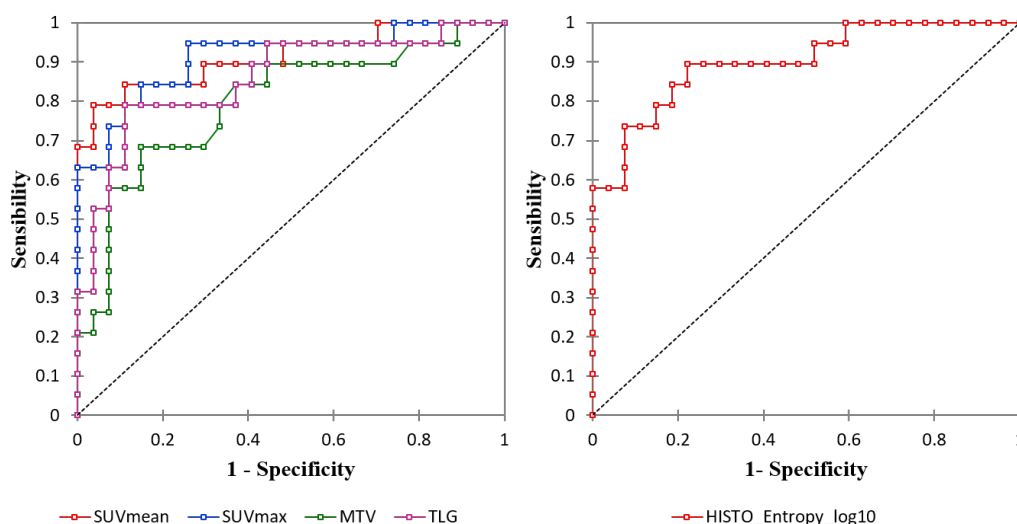 1
0.9
0.8
0.7
0.6
0.5
0.4
0.3
0.2
0.1
0
Sensibility
0 0.2 0.4 0.6 0.8 1
1 - Specificity
SUVmean SUVmax MTV TLG
1
0.9
0.8
0.7
0.6
0.5
0.4
0.3
0.2
0.1
0
Sensibility
0 0.2 0.4 0.6 0.8 1
1- Specificity
HISTO_Entropy_log10